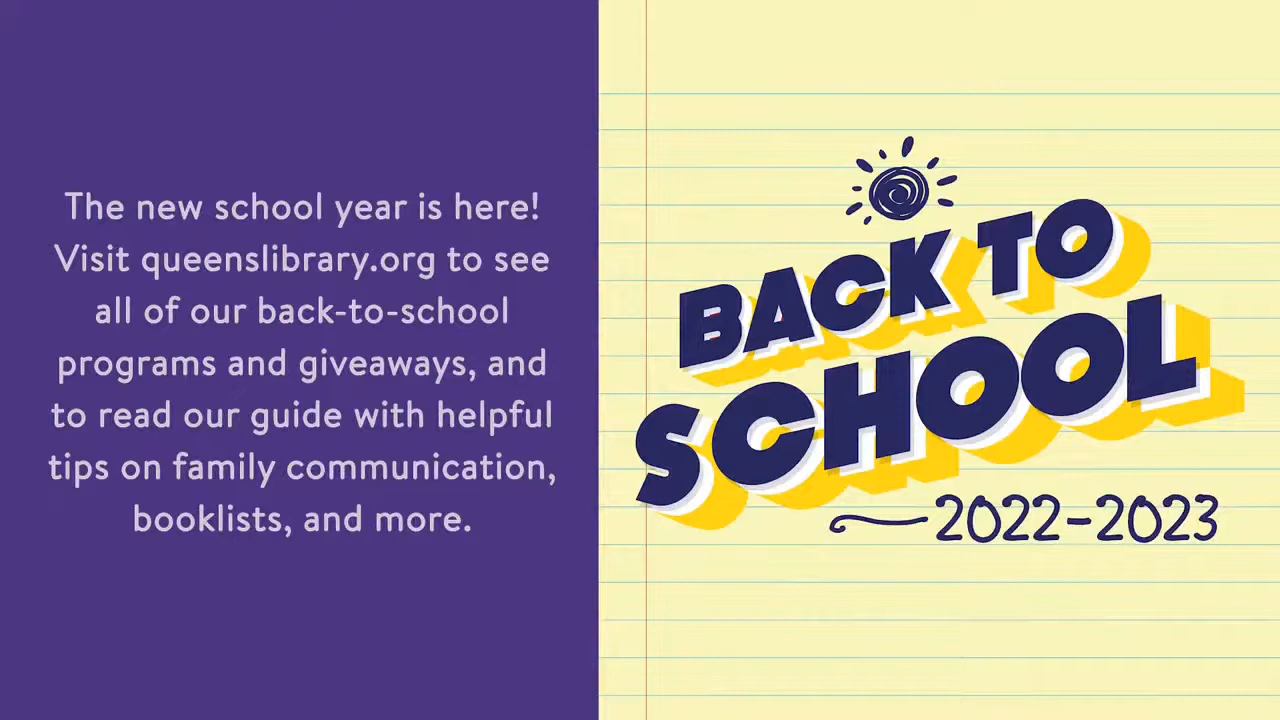 The new school year is here!
Visit queenslibrary.org to see
all of our back-to-school
programs and giveaways, and
to read our guide with helpful
tips on family communication,
booklists, and more.
BACK TO
SCHOOL
2022-2023